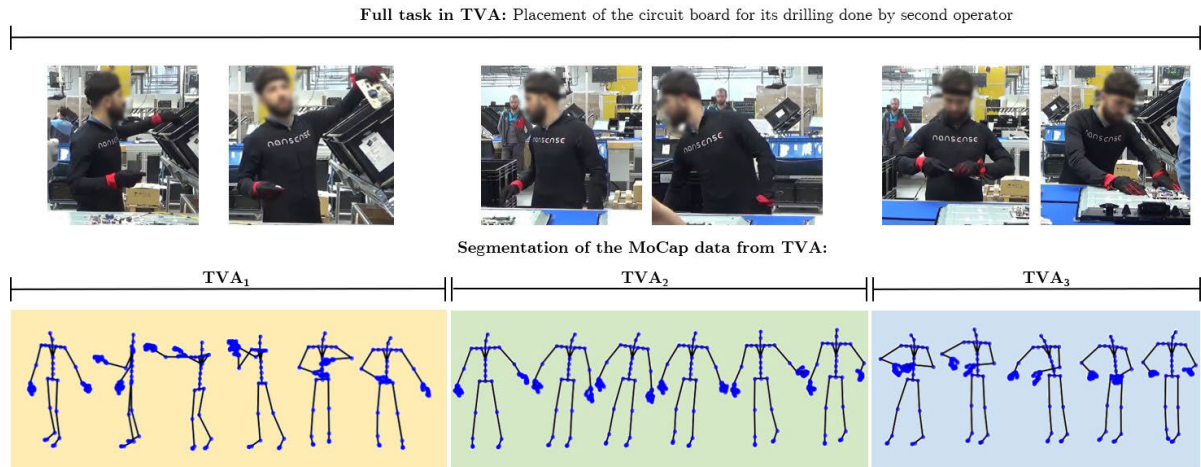 Full task in TVA: Placement of the circuit board for its drilling done by second operator
nansense
nansense
nansense
nansense
nansense
nansense
Segmentation of the MoCap data from TVA:
TVA₁
TVA₂
TVA₃